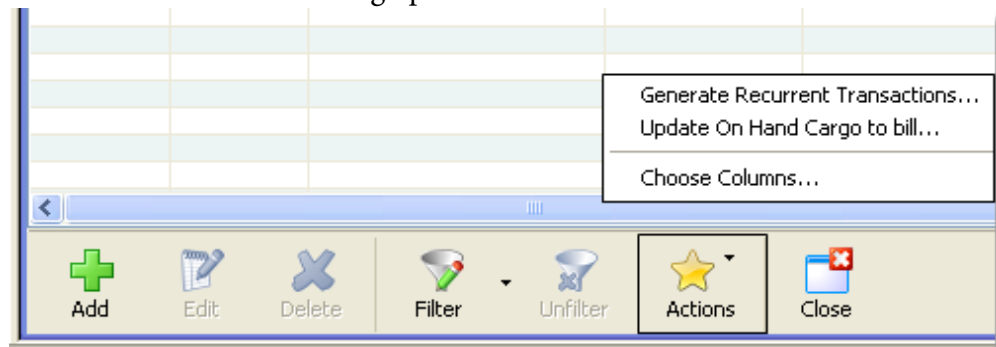 Generate Recurrent Transactions...
Update On Hand Cargo to bill...
Choose Columns...
Add Edit Delete Filter Unfilter Actions Close